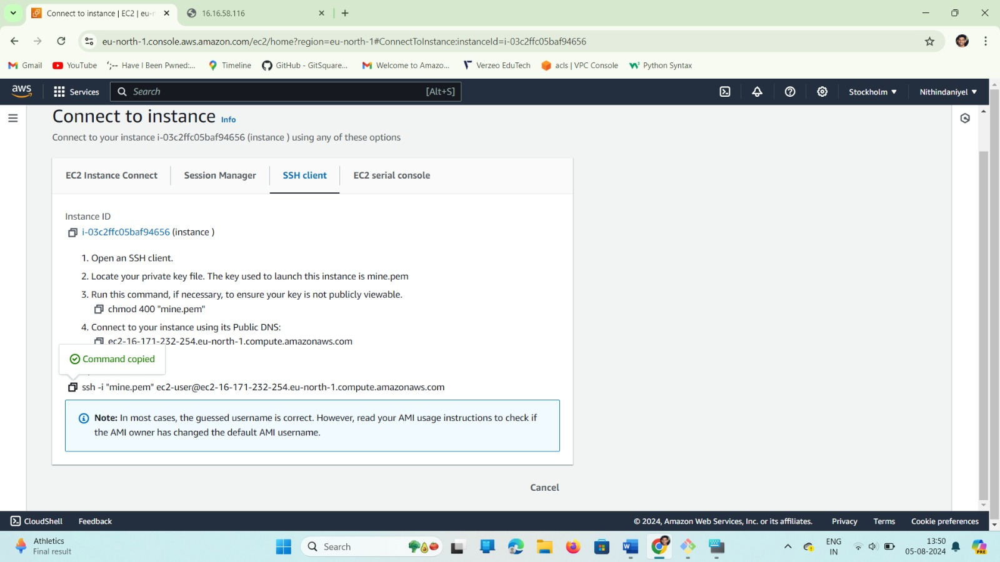 Connect to instance | EC2 | eu-n
16.16.58.116
eu-north-1.console.aws.amazon.com/ec2/home?region=eu-north-1#ConnectToInstance:instanceId=i-03c2ffc05baf94656
Gmail
YouTube
Have I Been Pwned:...
Timeline
GitHub - GitSquare...
Welcome to Amazo...
Verzeo EduTech
acls | VPC Console
Python Syntax
aws
Services
Search
[Alt+S]
Stockholm
Nithindaniyel
Connect to instance Info
Connect to your instance i-03c2ffc05baf94656 (instance ) using any of these options
EC2 Instance Connect
Session Manager
SSH client
EC2 serial console
Instance ID
i-03c2ffc05baf94656 (instance )
1. Open an SSH client.
2. Locate your private key file. The key used to launch this instance is mine.pem
3. Run this command, if necessary, to ensure your key is not publicly viewable.
chmod 400 "mine.pem"
4. Connect to your instance using its Public DNS:
ec2-16-171-232-254.eu-north-1.compute.amazonaws.com
Command copied
ssh -i "mine.pem" ec2-user@ec2-16-171-232-254.eu-north-1.compute.amazonaws.com
Note: In most cases, the guessed username is correct. However, read your AMI usage instructions to check if
the AMI owner has changed the default AMI username.
Cancel
CloudShell
Feedback
© 2024, Amazon Web Services, Inc. or its affiliates.
Privacy
Terms
Cookie preferences
Athletics
Final result
Search
ENG
IN
13:50
05-08-2024
PRE